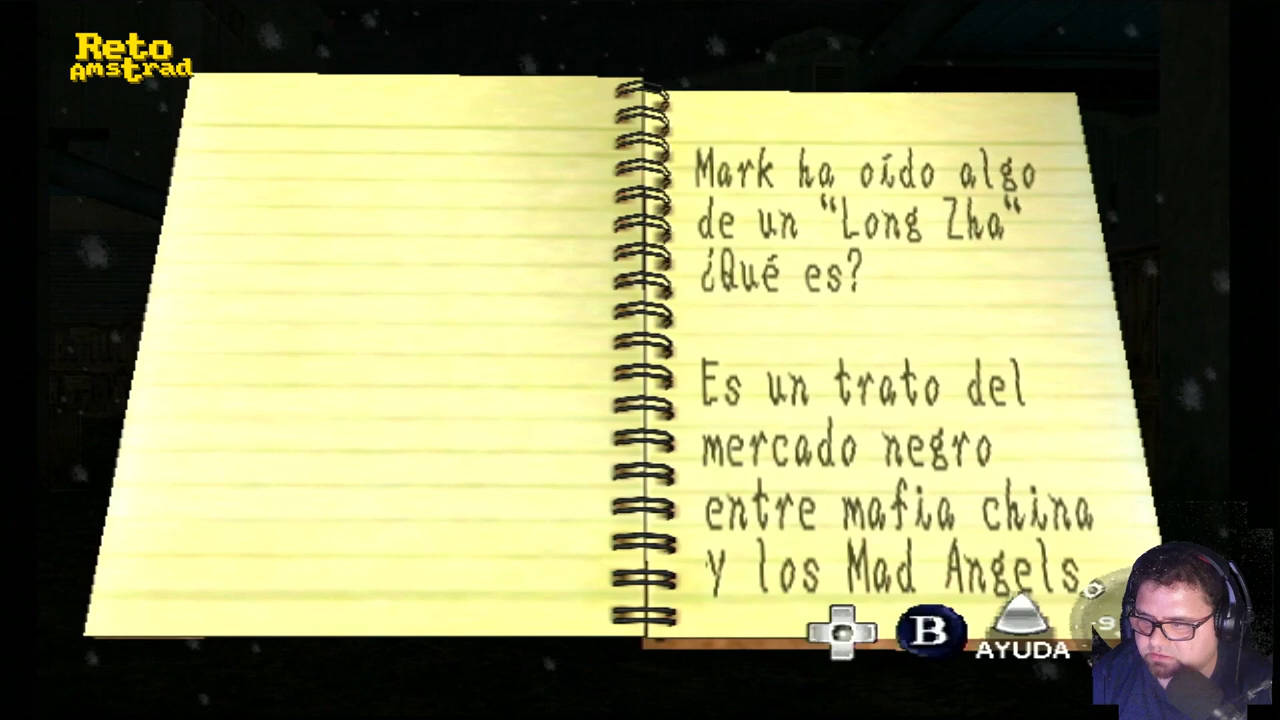 Reto
Amstrad
Mark ha oído algo
de un “Long Zha“
¿Qué es?
Es un trato del
mercado negro
entre mafia china
y los Mad Angels
B
AYUDA